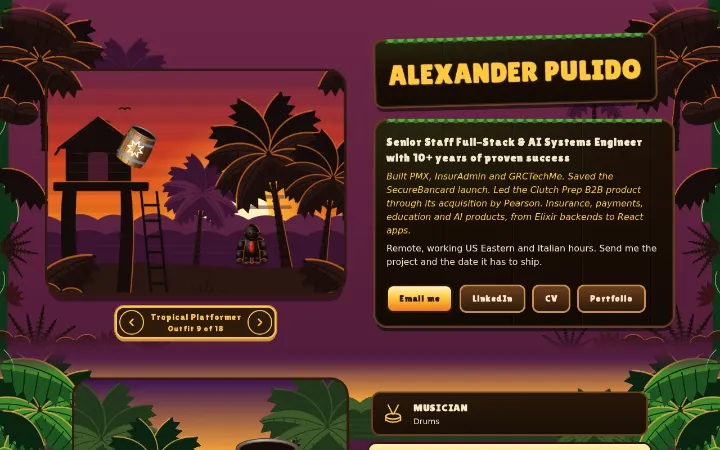 ALEXANDER PULIDO
Senior Staff Full-Stack & AI Systems Engineer
with 10+ years of proven success
Built PMX, InsurAdmin and GRCTechMe. Saved the
SecureBancard launch. Led the Clutch Prep B2B product
through its acquisition by Pearson. Insurance, payments,
education and AI products, from Elixir backends to React
apps.
Remote, working US Eastern and Italian hours. Send me the
project and the date it has to ship.
Email me
LinkedIn
CV
Portfolio
Tropical Platformer
Outfit 9 of 18
MUSICIAN
Drums